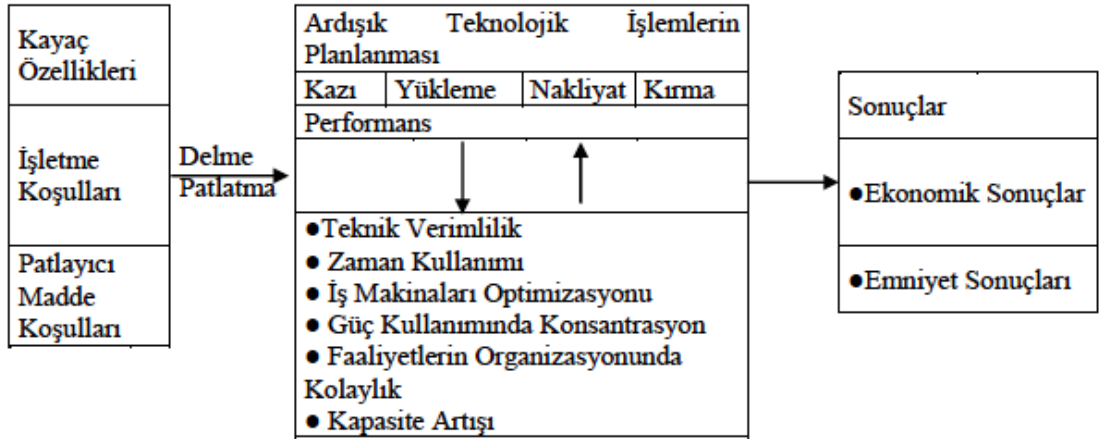 Kayaç
Özellikleri
İşletme
Koşulları
Patlayıcı
Madde
Koşulları
Delme
Patlatma
Ardışık Teknolojik İşlemlerin
Planlanması
Kazı Yükleme Nakliyat Kırma
Performans
●Teknik Verimlilik
● Zaman Kullanımı
● İş Makinaları Optimizasyonu
● Güç Kullanımında Konsantrasyon
● Faaliyetlerin Organizasyonunda
Kolaylık
● Kapasite Artışı
Sonuçlar
●Ekonomik Sonuçlar
●Emniyet Sonuçları